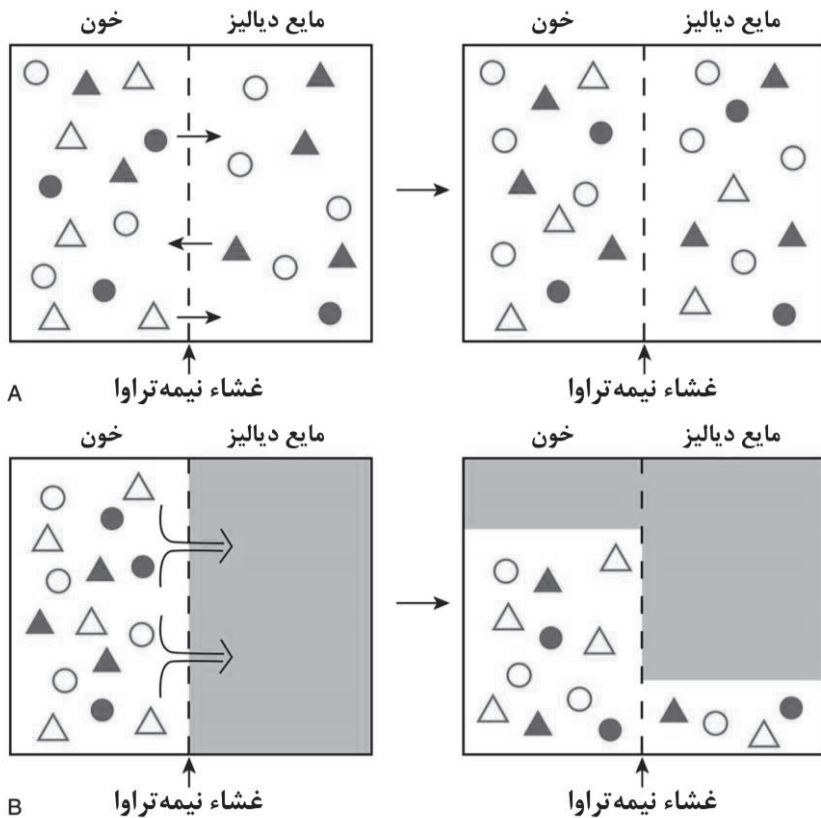 خون
مایع دیالیز
خون
مایع دیالیز
غشاء نیمه‌تراوا
غشاء نیمه‌تراوا
A
خون
مایع دیالیز
خون
مایع دیالیز
غشاء نیمه‌تراوا
غشاء نیمه‌تراوا
B